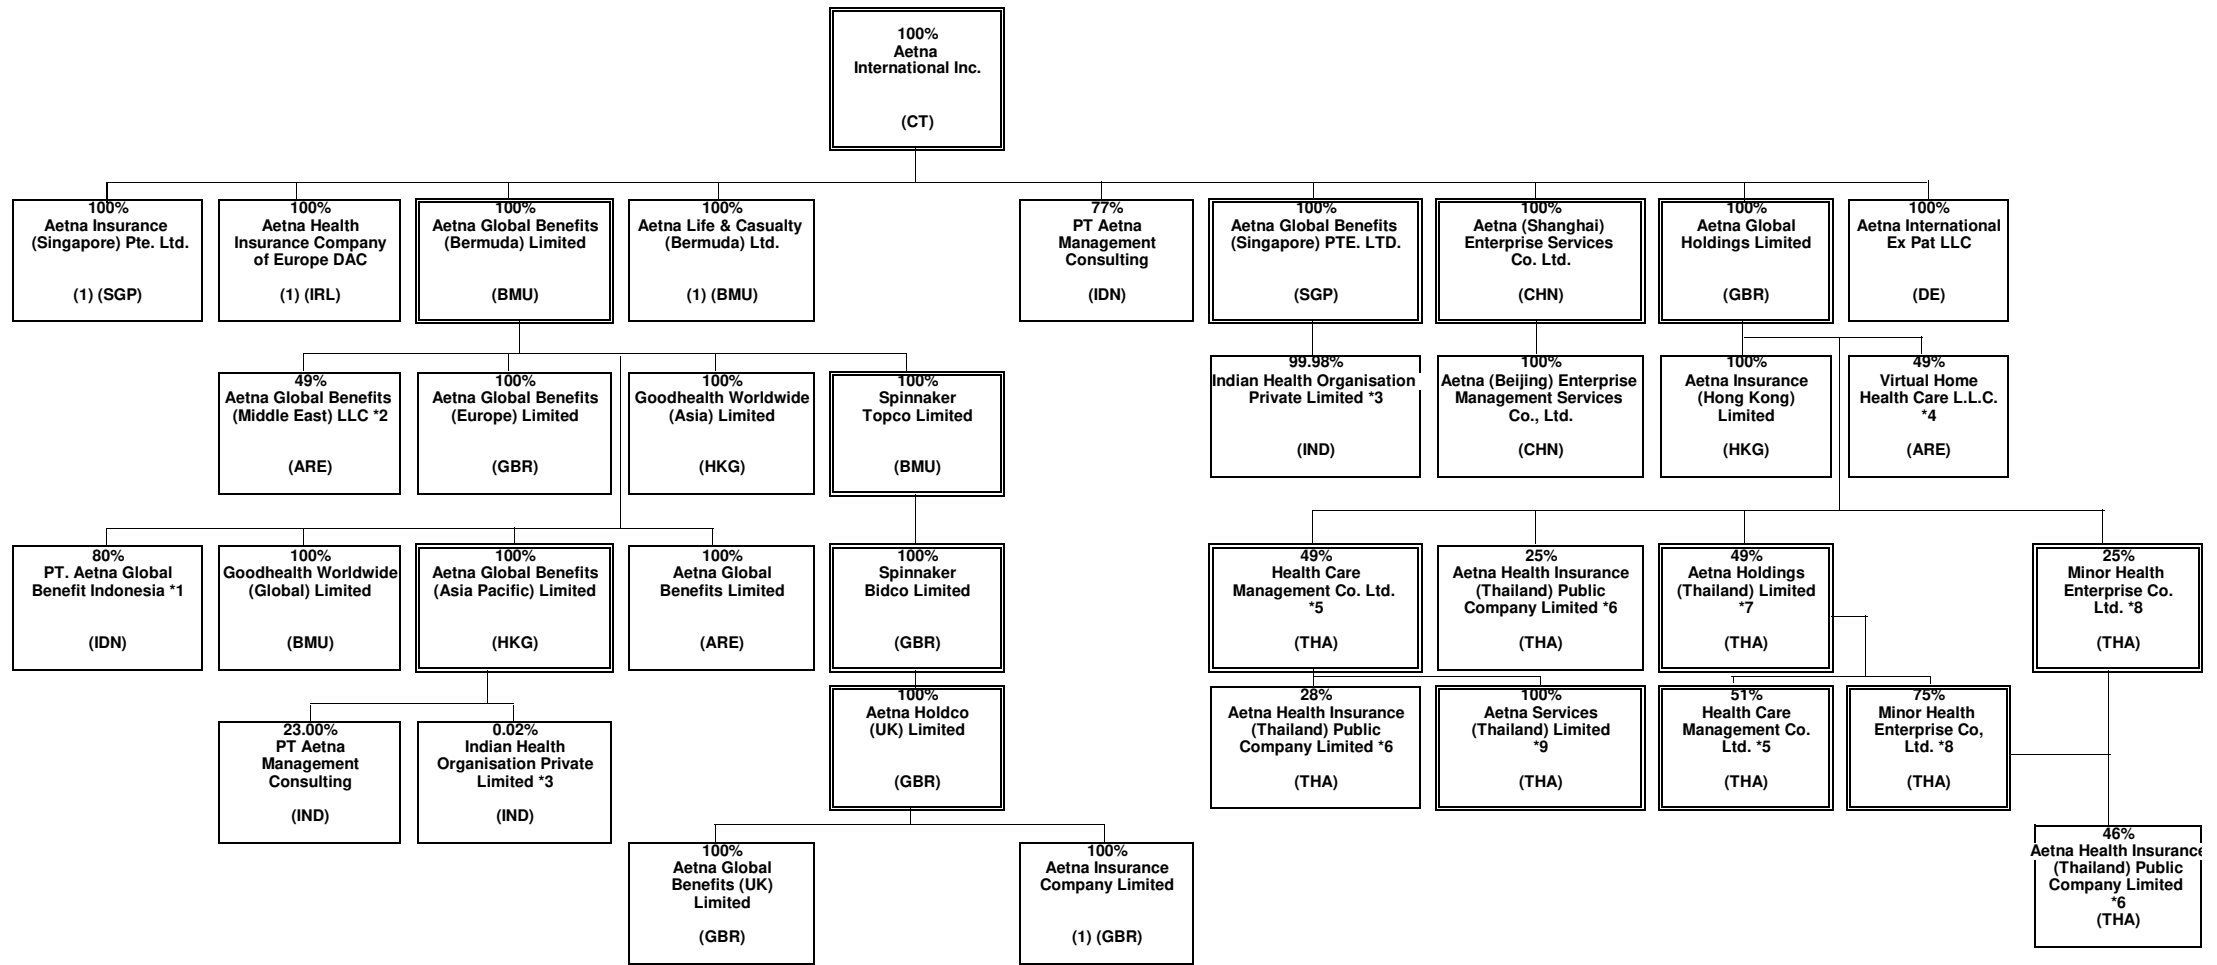 100%
Aetna
International Inc.
(CT)
100%
Aetna Insurance
(Singapore) Pte. Ltd.
(1) (SGP)
100%
Aetna Health
Insurance Company
of Europe DAC
(1) (IRL)
100%
Aetna Global Benefits
(Bermuda) Limited
(BMU)
100%
Aetna Life & Casualty
(Bermuda) Ltd.
(1) (BMU)
77%
PT Aetna
Management
Consulting
(IDN)
100%
Aetna Global Benefits
(Singapore) PTE. LTD.
(SGP)
100%
Aetna (Shanghai)
Enterprise Services
Co. Ltd.
(CHN)
100%
Aetna Global
Holdings Limited
(GBR)
100%
Aetna International
Ex Pat LLC
(DE)
49%
Aetna Global Benefits
(Middle East) LLC *2
(ARE)
100%
Aetna Global Benefits
(Europe) Limited
(GBR)
100%
Goodhealth Worldwide
(Asia) Limited
(HKG)
100%
Spinnaker
Topco Limited
(BMU)
99.98%
Indian Health Organisation
Private Limited *3
(IND)
100%
Aetna (Beijing) Enterprise
Management Services
Co., Ltd.
(CHN)
100%
Aetna Insurance
(Hong Kong)
Limited
(HKG)
49%
Virtual Home
Health Care L.L.C.
*4
(ARE)
80%
PT. Aetna Global
Benefit Indonesia *1
(IDN)
100%
Goodhealth Worldwide
(Global) Limited
(BMU)
100%
Aetna Global Benefits
(Asia Pacific) Limited
(HKG)
100%
Aetna Global
Benefits Limited
(ARE)
100%
Spinnaker
Bidco Limited
(GBR)
49%
Health Care
Management Co. Ltd.
*5
(THA)
25%
Aetna Health Insurance
(Thailand) Public
Company Limited *6
(THA)
49%
Aetna Holdings
(Thailand) Limited
*7
(THA)
25%
Minor Health
Enterprise Co.
Ltd. *8
(THA)
23.00%
PT Aetna
Management
Consulting
(IND)
0.02%
Indian Health
Organisation Private
Limited *3
(IND)
100%
Aetna Holdco
(UK) Limited
(GBR)
28%
Aetna Health Insurance
(Thailand) Public
Company Limited *6
(THA)
100%
Aetna Services
(Thailand) Limited
*9
(THA)
51%
Health Care
Management Co.
Ltd. *5
(THA)
75%
Minor Health
Enterprise Co,
Ltd. *8
(THA)
100%
Aetna Global
Benefits (UK)
Limited
(GBR)
100%
Aetna Insurance
Company Limited
(1) (GBR)
46%
Aetna Health Insurance
(Thailand) Public
Company Limited
*6
(THA)